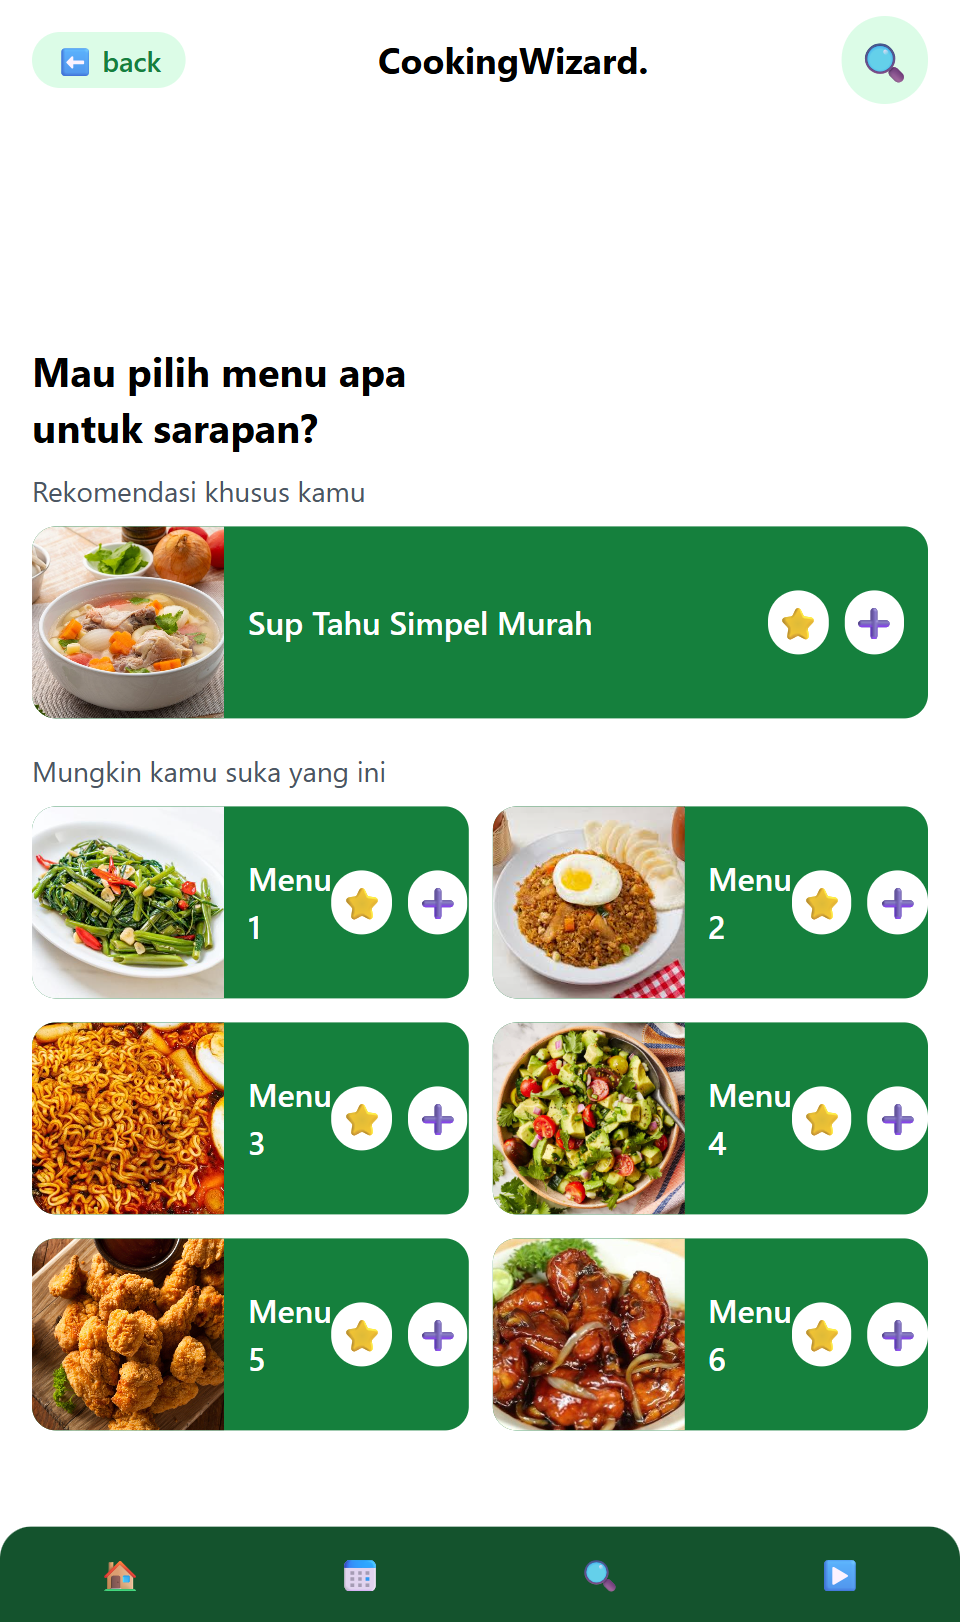 back
CookingWizard.
Mau pilih menu apa
untuk sarapan?
Rekomendasi khusus kamu
Sup Tahu Simpel Murah
Mungkin kamu suka yang ini
Menu
1
Menu
2
Menu
3
Menu
4
Menu
5
Menu
6